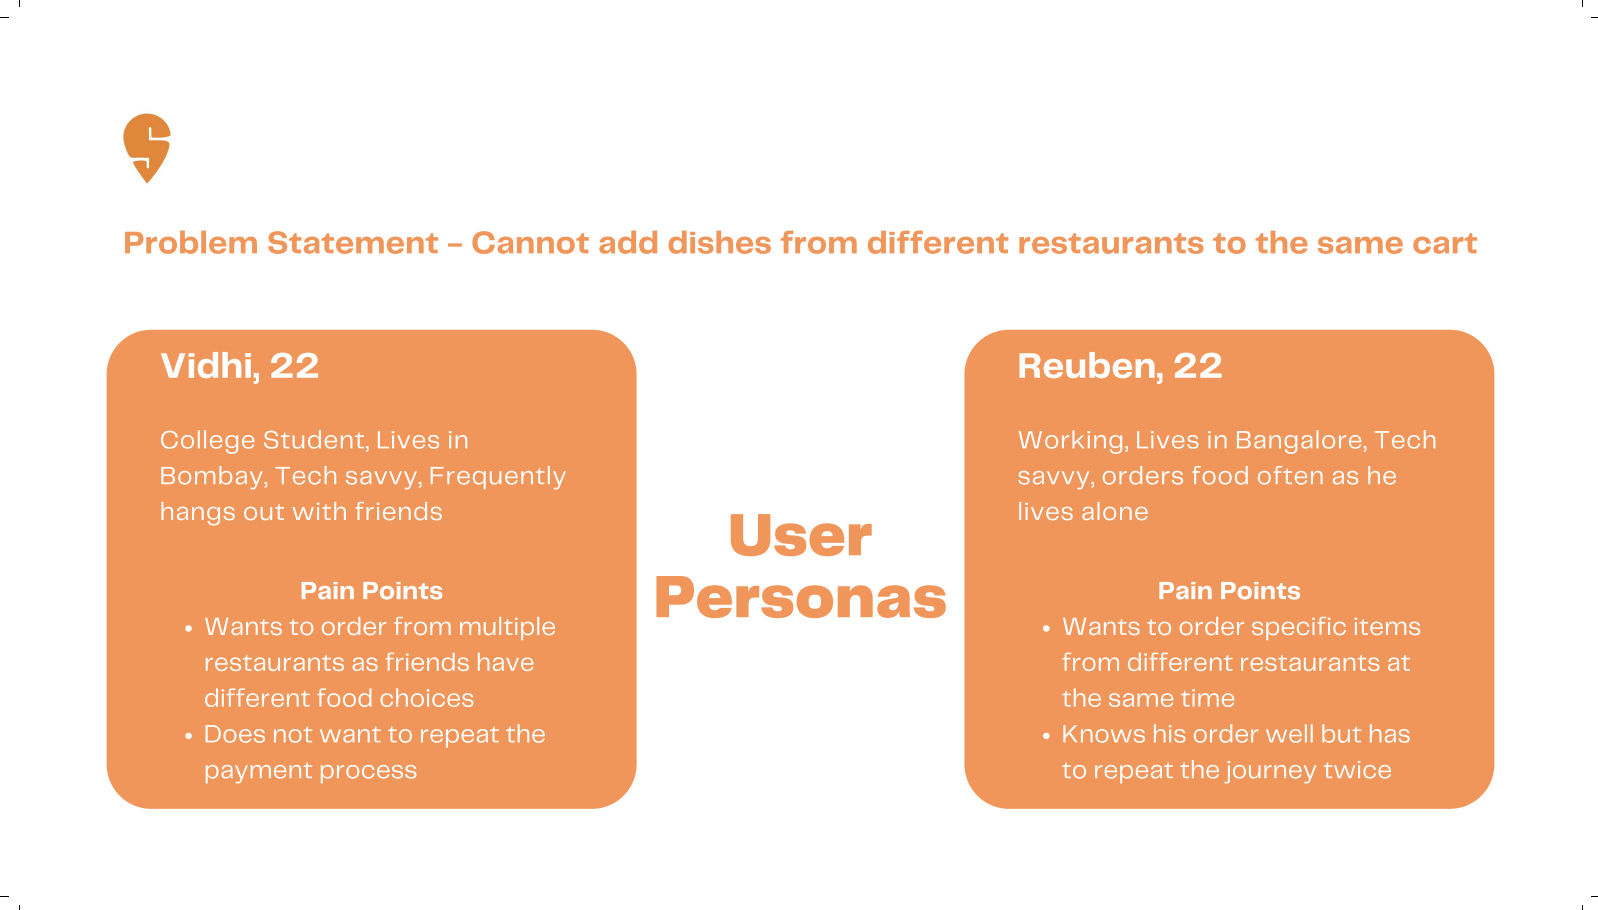 Problem Statement - Cannot add dishes from different restaurants to the same cart
Vidhi, 22
College Student, Lives in
Bombay, Tech savvy, Frequently
hangs out with friends
Pain Points
• Wants to order from multiple
restaurants as friends have
different food choices
• Does not want to repeat the
payment process
User
Personas
Reuben, 22
Working, Lives in Bangalore, Tech
savvy, orders food often as he
lives alone
Pain Points
• Wants to order specific items
from different restaurants at
the same time
• Knows his order well but has
to repeat the journey twice